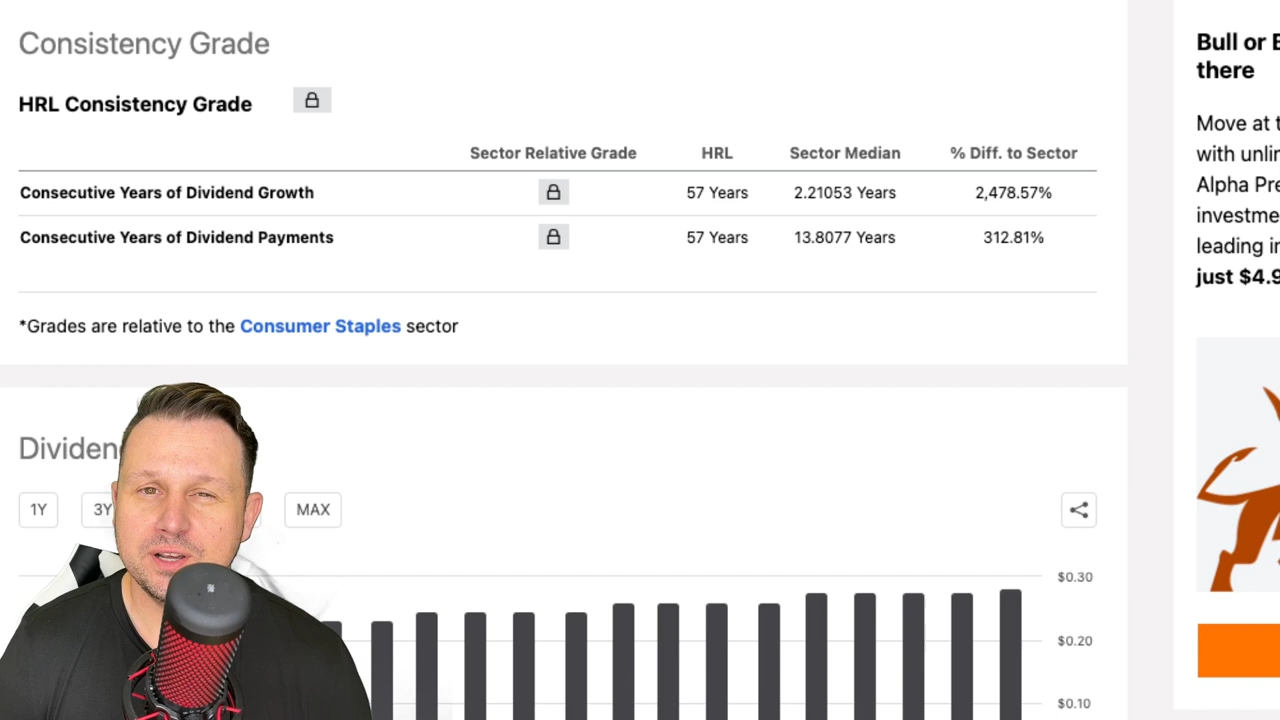 Consistency Grade
HRL Consistency Grade
Sector Relative Grade HRL Sector Median % Diff. to Sector
Consecutive Years of Dividend Growth 57 Years 2.21053 Years 2,478.57%
Consecutive Years of Dividend Payments 57 Years 13.8077 Years 312.81%
*Grades are relative to the Consumer Staples sector
Dividen
1Y 3Y MAX
$0.30
$0.20
$0.10
Bull or
there
Move at
with
Alpha
investme
leading
just $4.9